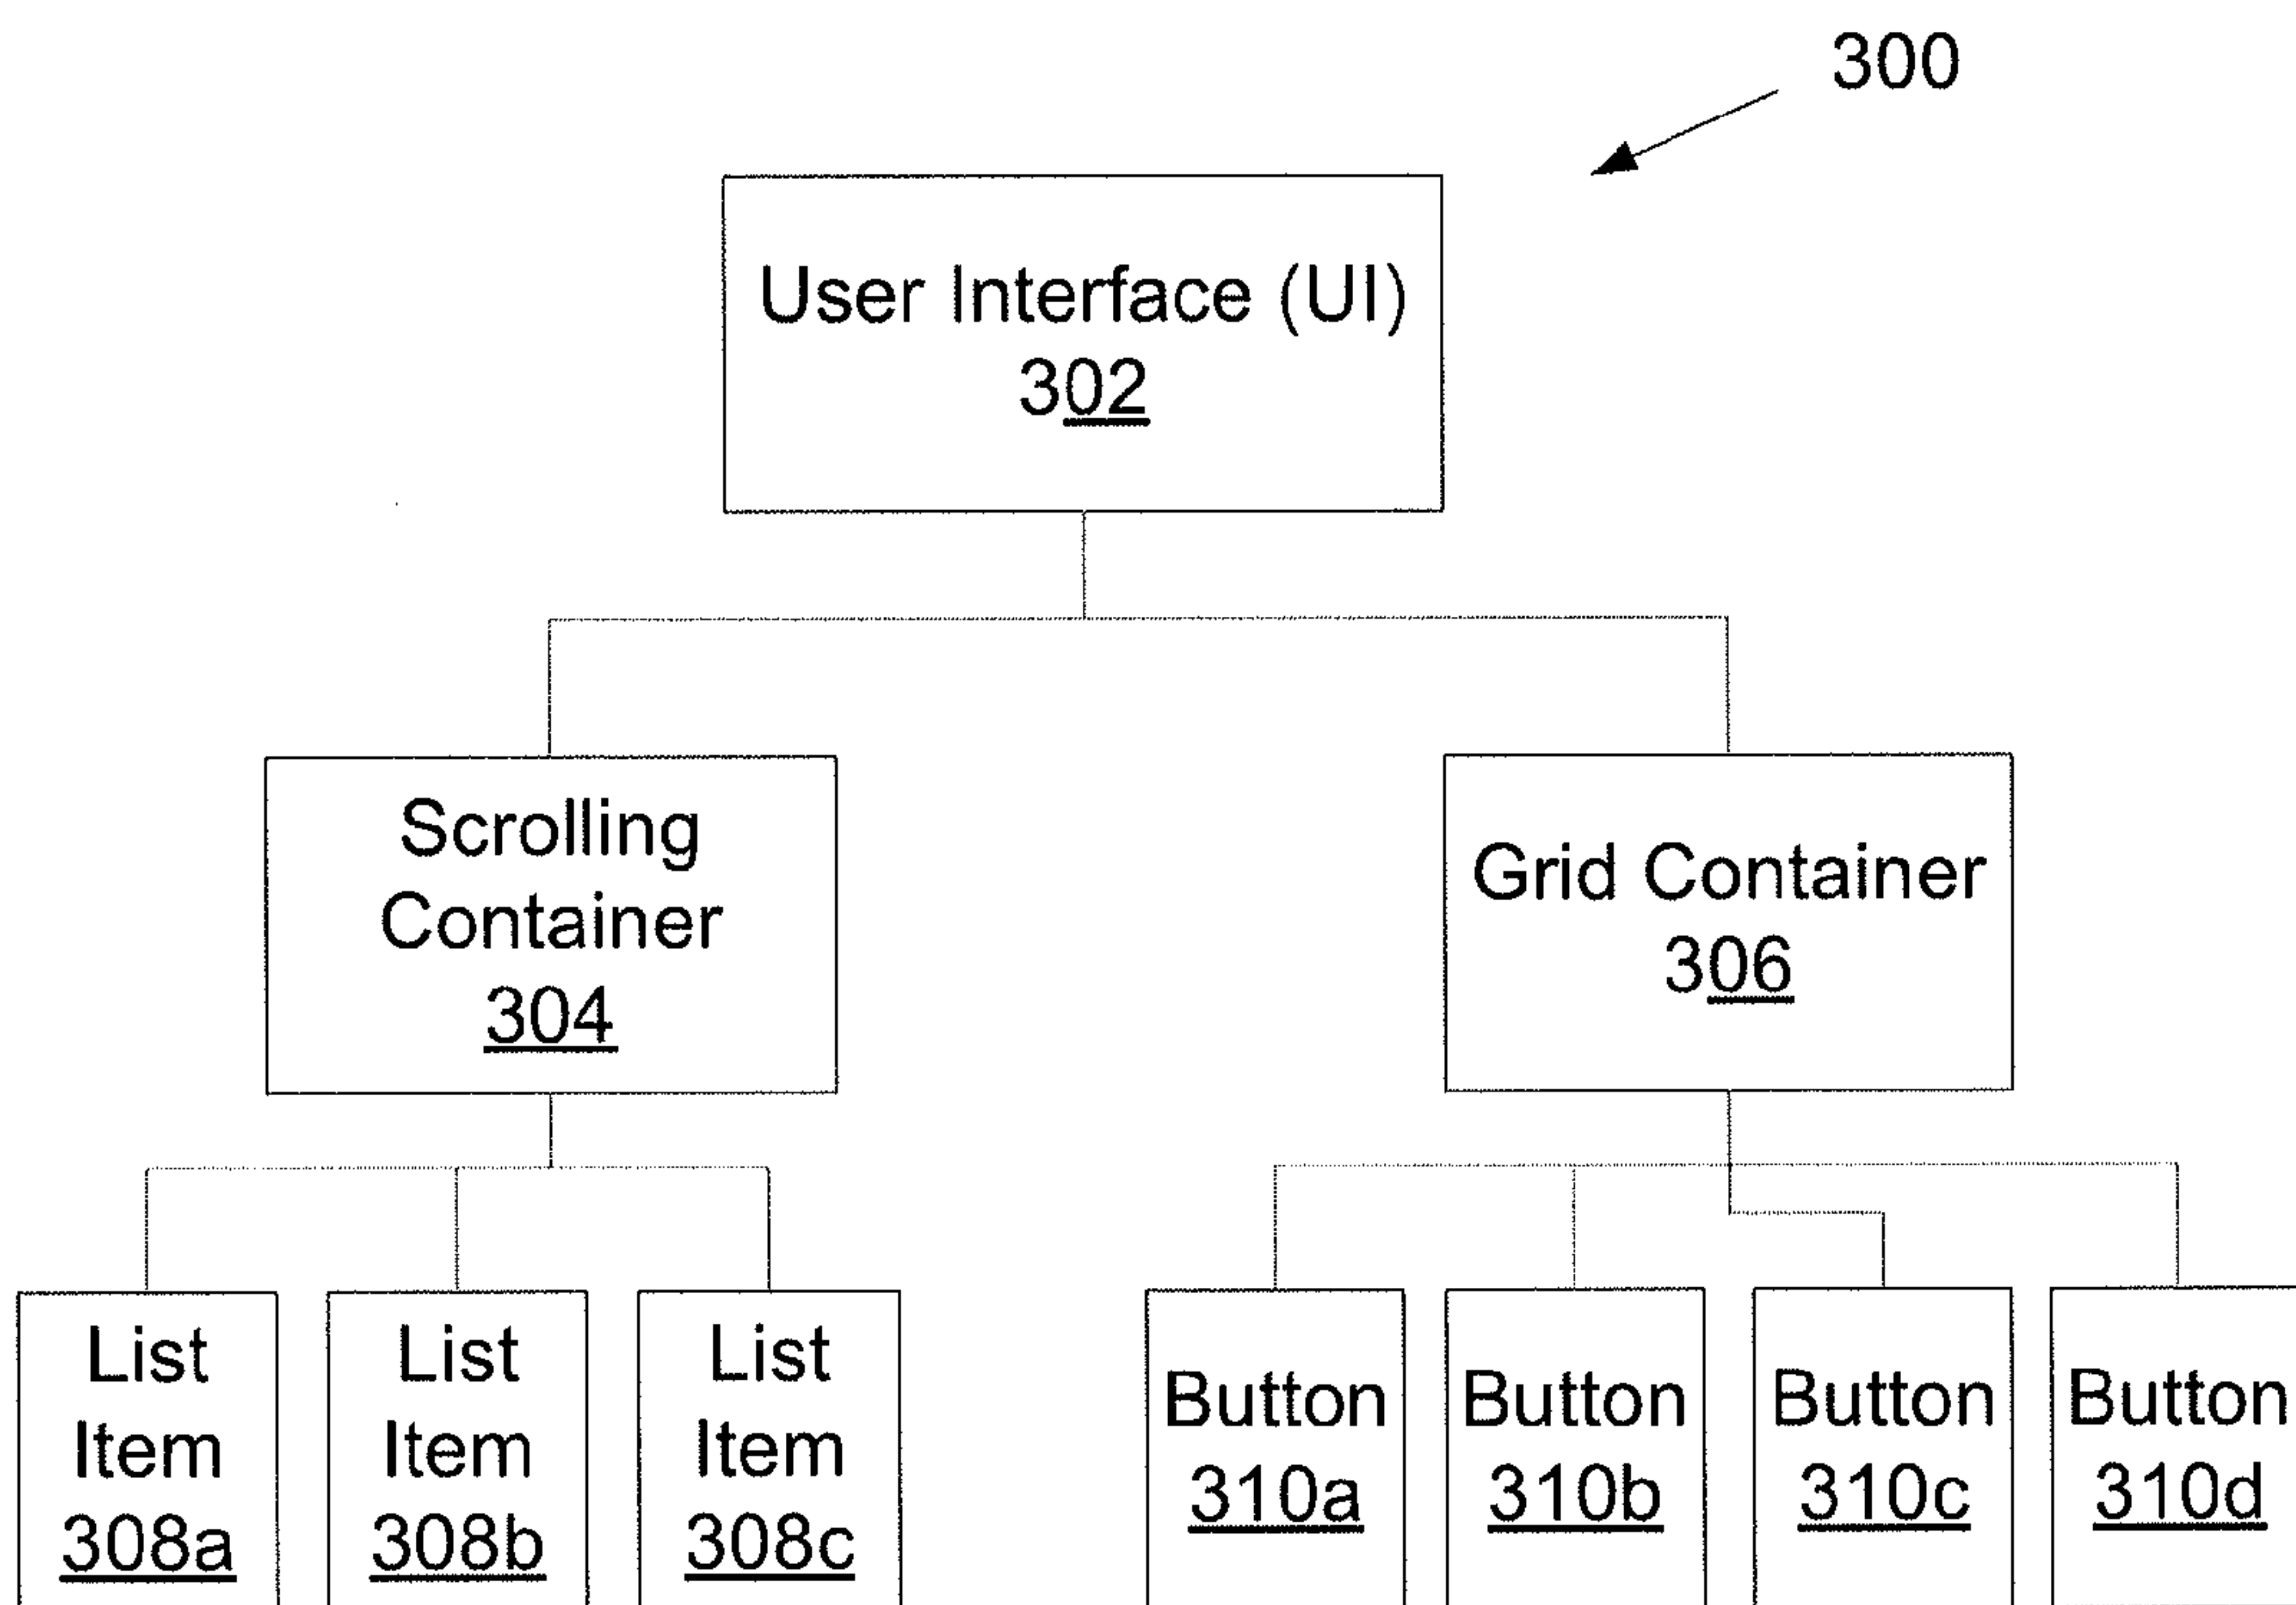 300
User Interface (UI)
302
Scrolling
Container
304
Grid Container
306
List
Item
308a
List
Item
308b
List
Item
308c
Button
310a
Button
310b
Button
310c
Button
310d